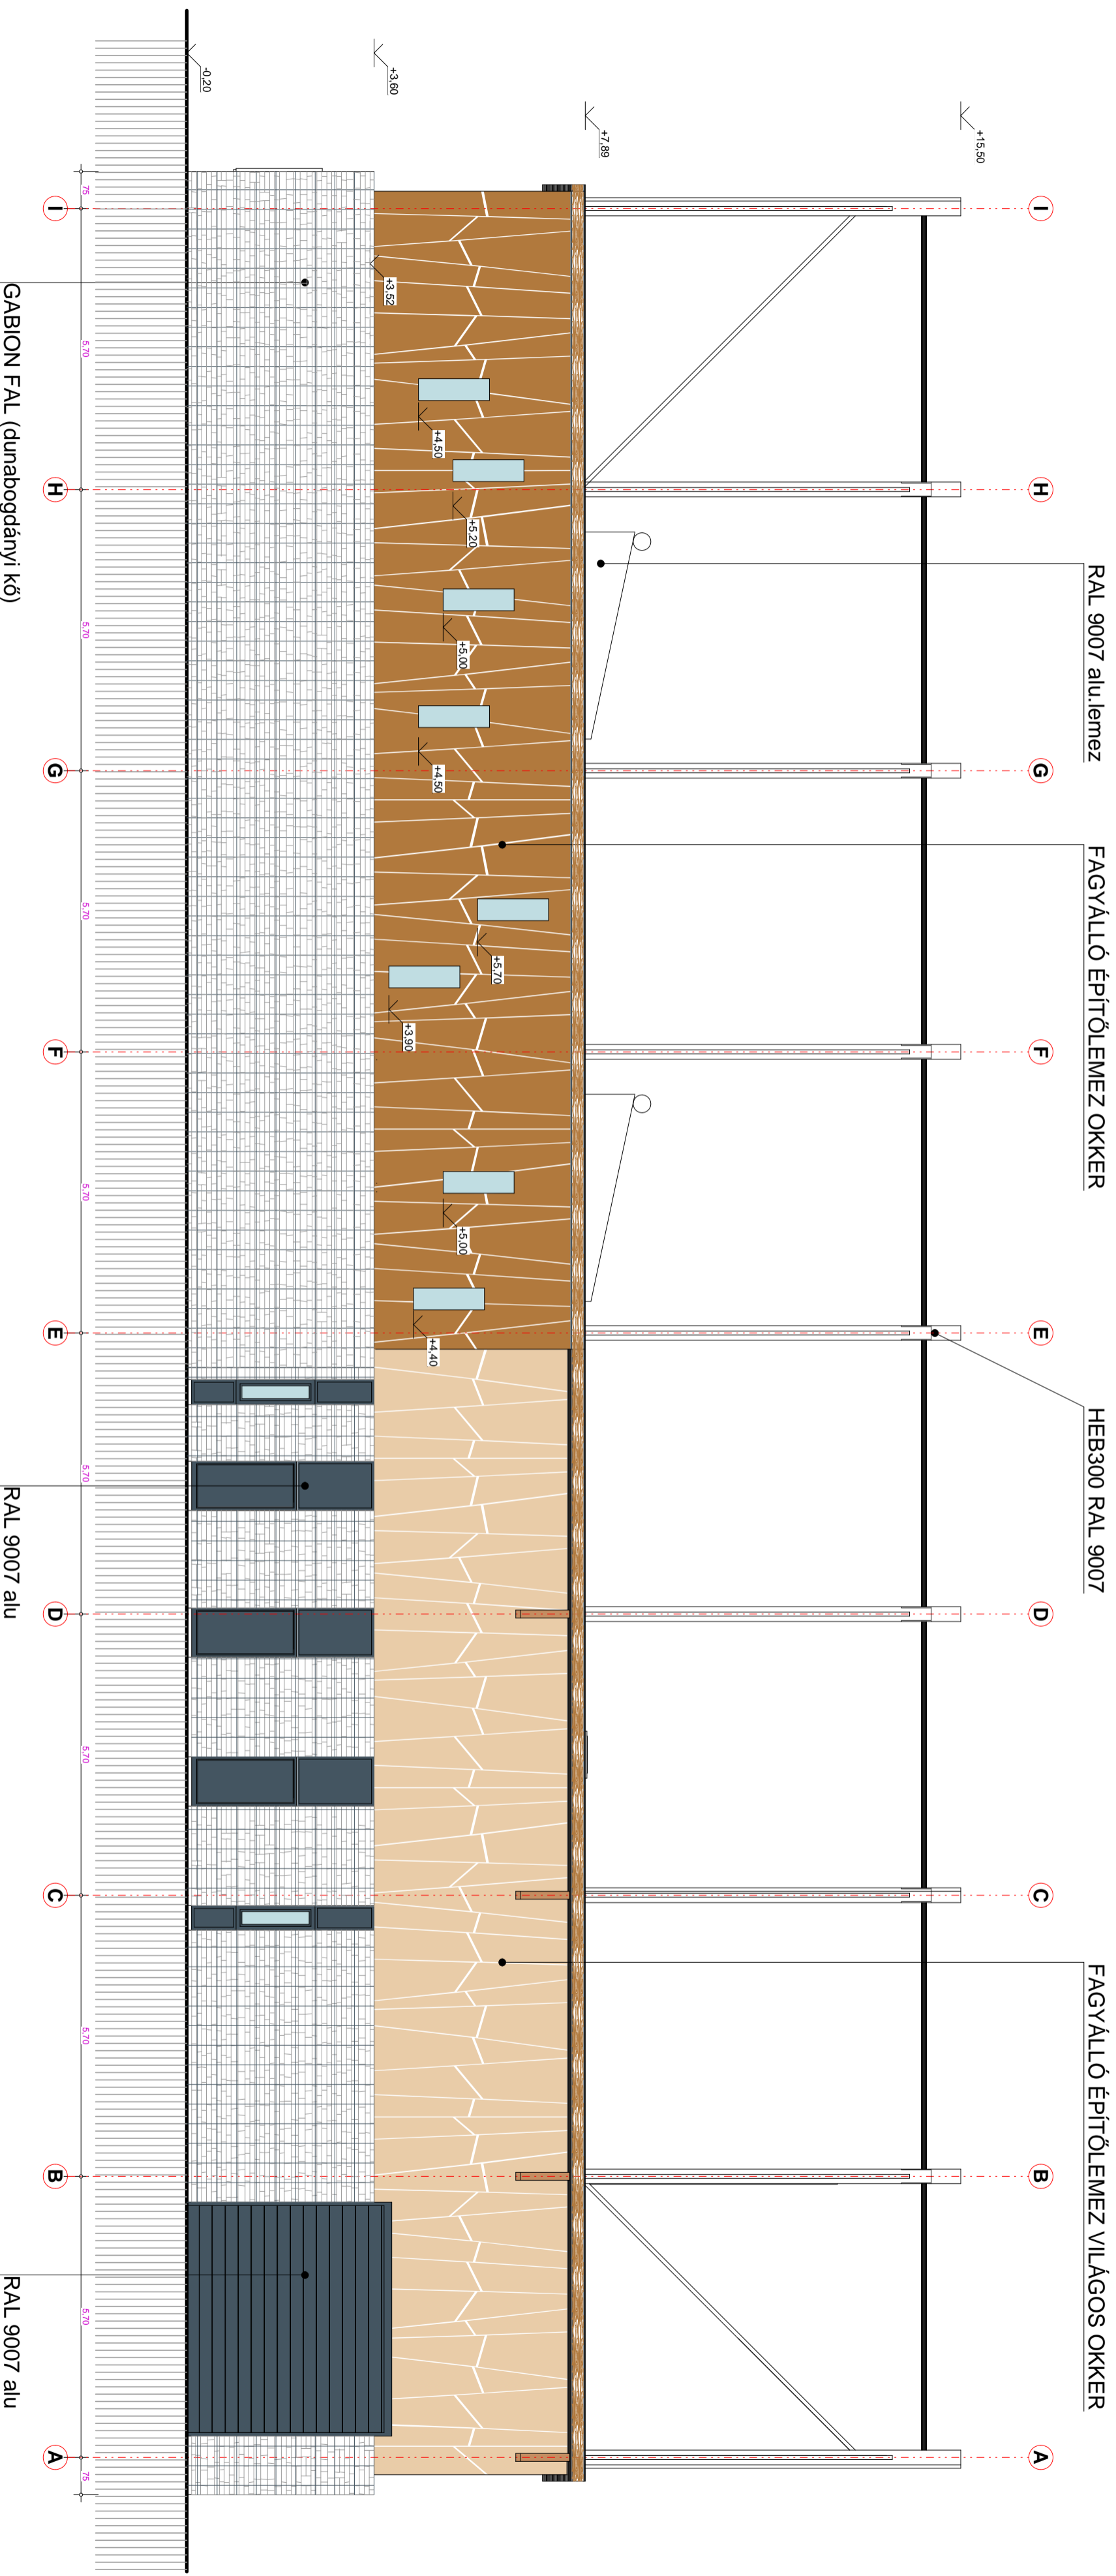 RAL 9007 alu.lemez
FAGYÁLLÓ ÉPÍTŐLEMEZ OKKER
HEB300 RAL 9007
FAGYÁLLÓ ÉPÍTŐLEMEZ VILÁGOS OKKER
I H G F E D C B A
+15,50
+7,89
+3,60
-0,20
+3,52
+4,50
+5,20
+5,00
+4,50
+5,70
+3,90
+5,00
+4,40
75 5,70 5,70 5,70 5,70 5,70 5,70 5,70 5,70 75
I H G F E D C B A
GABION FAL (dunabogdányi kő)
RAL 9007 alu
RAL 9007 alu